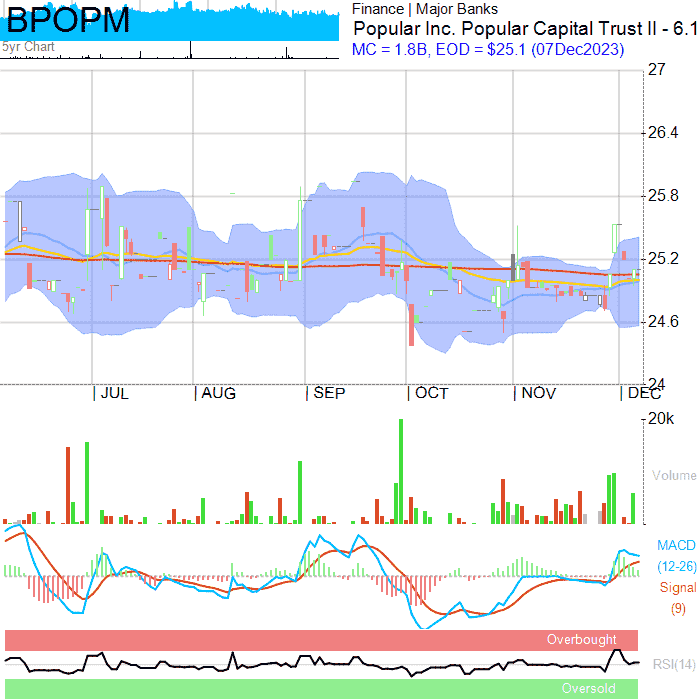 BPOPM
5yr Chart
Finance | Major Banks
Popular Inc. Popular Capital Trust II - 6.1
MC = 1.8B, EOD = $25.1 (07Dec2023)
27
26.4
25.8
25.2
24.6
24
JUL AUG SEP OCT NOV DEC
20k
Volume
MACD
(12-26)
Signal
(9)
Overbought
RSI(14)
Oversold